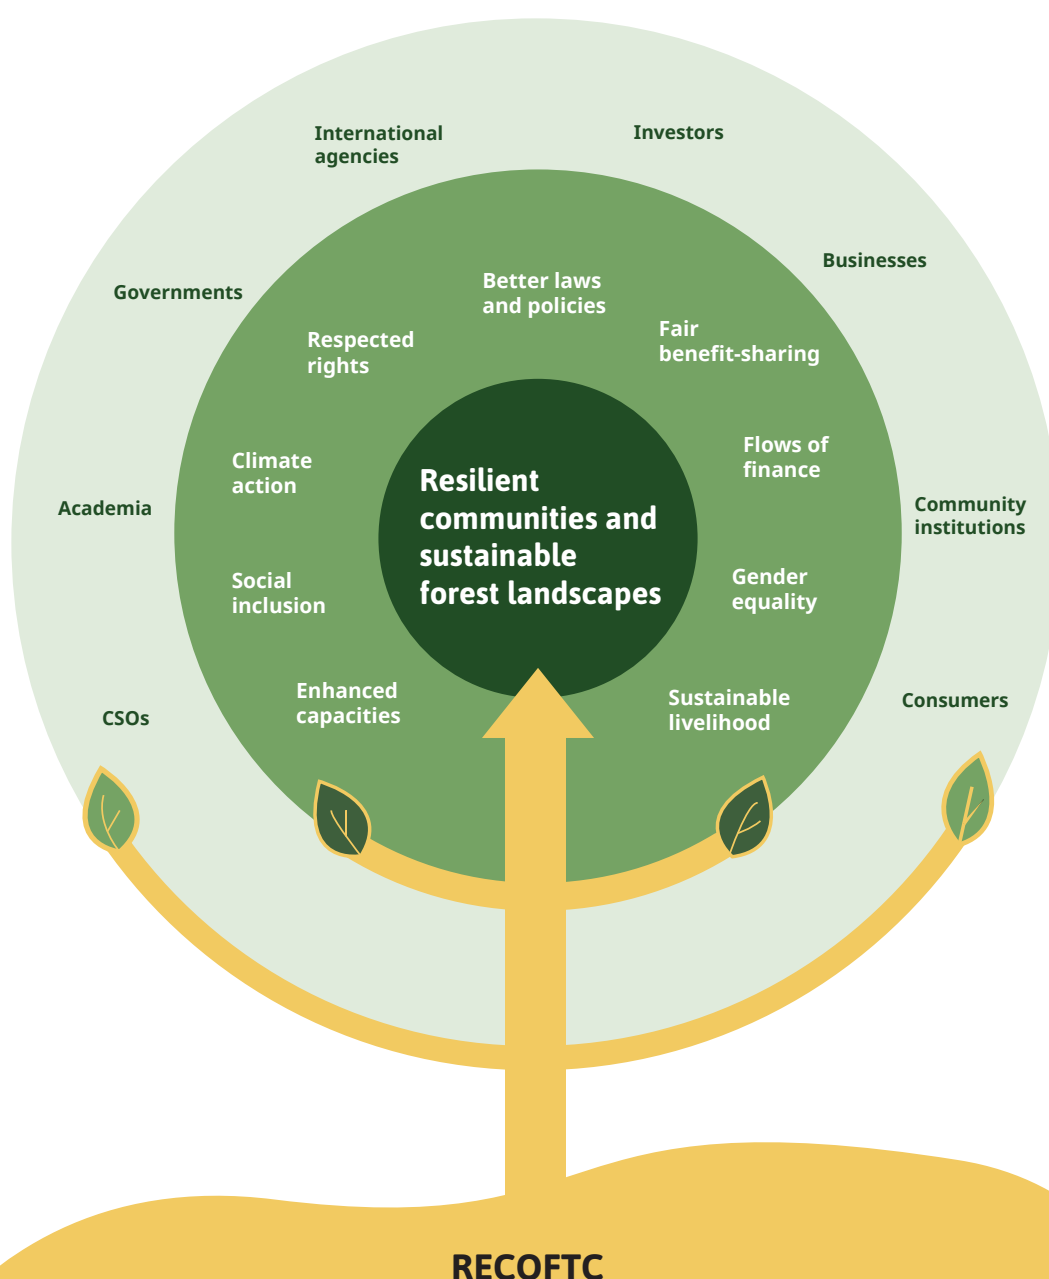 International
agencies
Investors
Governments
Businesses
Academia
Community
institutions
CSOs
Consumers
Better laws
and policies
Respected
rights
Fair
benefit-sharing
Climate
action
Flows of
finance
Social
inclusion
Gender
equality
Enhanced
capacities
Sustainable
livelihood
Resilient
communities and
sustainable
forest landscapes
RECOFTC